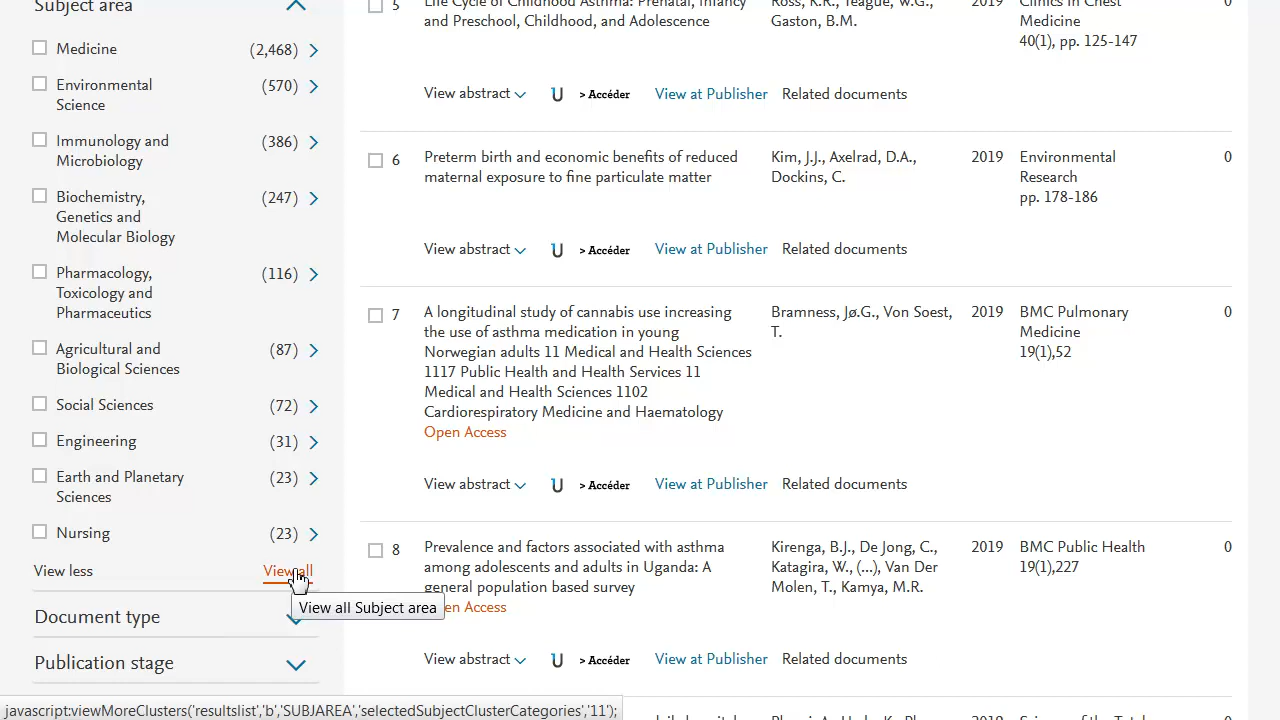 Subject area
Medicine (2,468)
Environmental (570)
Science
Immunology and (386)
Microbiology
Biochemistry, (247)
Genetics and
Molecular Biology
Pharmacology, (116)
Toxicology and
Pharmaceutics
Agricultural and (87)
Biological Sciences
Social Sciences (72)
Engineering (31)
Earth and Planetary (23)
Sciences
Nursing (23)
View less View all
View all Subject area
Document type
Publication stage
5 Life Cycle of Childhood Asthma: Prenatal, Infancy Ross, K.R., Teague, W.G., 2019 Clinics in Chest 0
and Preschool, Childhood, and Adolescence Gaston, B.M. Medicine
40(1), pp. 125-147
View abstract U > Accéder View at Publisher Related documents
6 Preterm birth and economic benefits of reduced Kim, J.J., Axelrad, D.A., 2019 Environmental 0
maternal exposure to fine particulate matter Dockins, C. Research
pp. 178-186
View abstract U > Accéder View at Publisher Related documents
7 A longitudinal study of cannabis use increasing Bramness, Jø.G., Von Soest, 2019 BMC Pulmonary 0
the use of asthma medication in young T. Medicine
Norwegian adults 11 Medical and Health Sciences 19(1),52
1117 Public Health and Health Services 11
Medical and Health Sciences 1102
Cardiorespiratory Medicine and Haematology
Open Access
View abstract U > Accéder View at Publisher Related documents
8 Prevalence and factors associated with asthma Kirenga, B.J., De Jong, C., 2019 BMC Public Health 0
among adolescents and adults in Uganda: A Katagira, W., (...), Van Der 19(1),227
general population based survey Molen, T., Kamya, M.R.
en Access
View abstract U > Accéder View at Publisher Related documents
javascript:viewMoreClusters('resultslist','b','SUBJAREA','selectedSubjectClusterCategories','11');